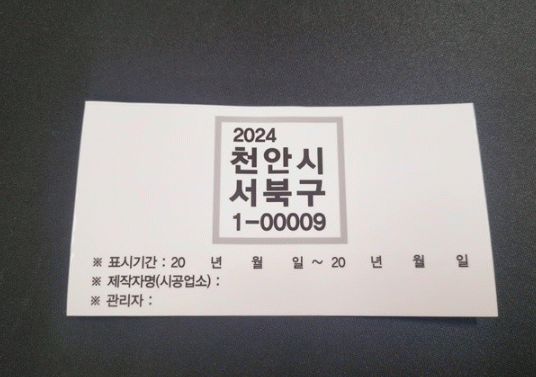 2024
천안시
서북구
1-00009
※ 표시기간 : 20 년 월 일 ~ 20 년 월 일
※ 제작자명(시공업소) :
※ 관리자 :